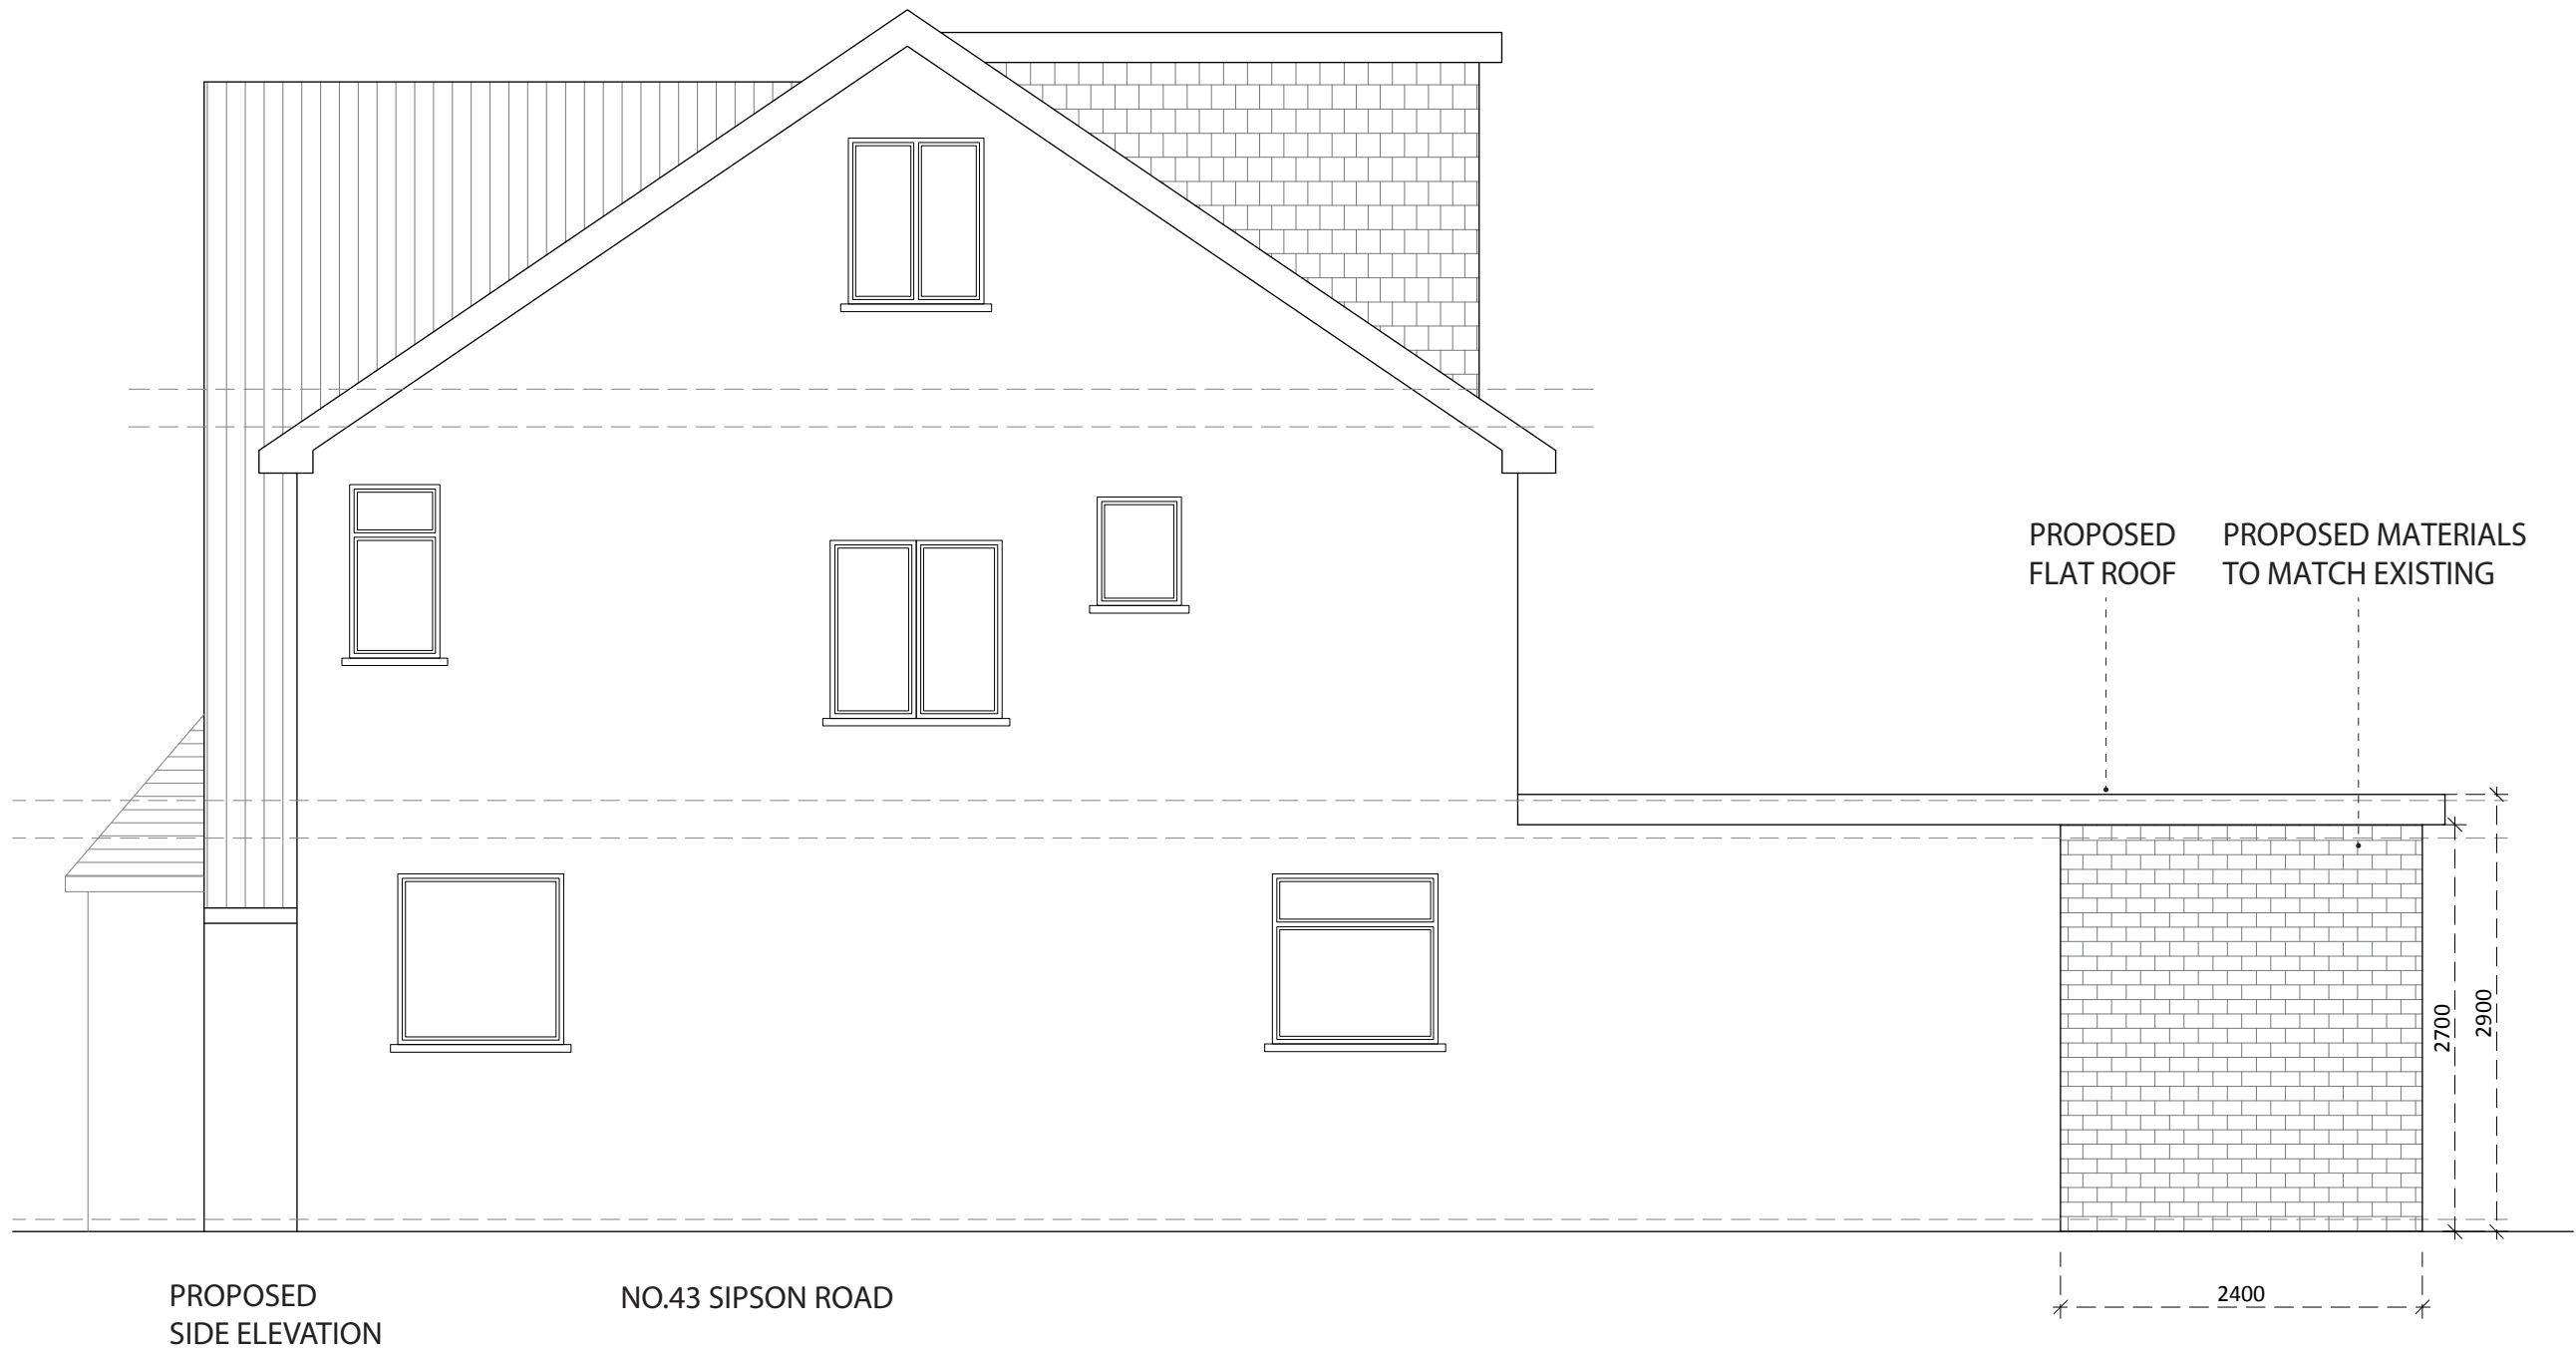 PROPOSED
FLAT ROOF
PROPOSED MATERIALS
TO MATCH EXISTING
2700
2900
2400
PROPOSED
SIDE ELEVATION
NO.43 SIPSON ROAD